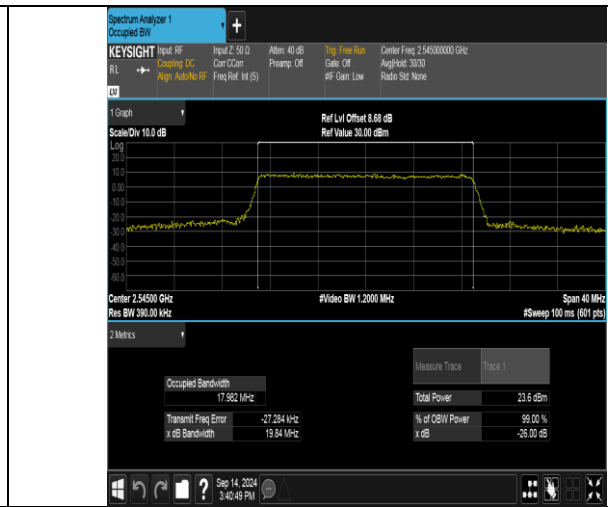 Spectrum Analyzer 1
Occupied BW
+
KEYSIGHT Input: RF Input Z: 50 Ω Atten: 40 dB Trig: Free Run Center Freq: 2.545000000 GHz
RL Coupling: DC Corr CCorr Preamp: Off Gate: Off Avg|Hold: 30/30
Align: Auto/No RF Freq Ref: Int (S) #IF Gain: Low Radio Std: None
LXI
1 Graph Ref Lvl Offset 8.68 dB
Scale/Div 10.0 dB Ref Value 30.00 dBm
Log
20.0
10.0
0.00
-10.0
-20.0
-30.0
-40.0
-50.0
-60.0
Center 2.54500 GHz #Video BW 1.2000 MHz Span 40 MHz
Res BW 390.00 kHz #Sweep 100 ms (601 pts)
2 Metrics
Measure Trace Trace 1
Occupied Bandwidth
17.982 MHz Total Power 23.6 dBm
Transmit Freq Error -27.284 kHz % of OBW Power 99.00 %
x dB Bandwidth 19.84 MHz x dB -26.00 dB
? Sep 14, 2024
3:40:49 PM